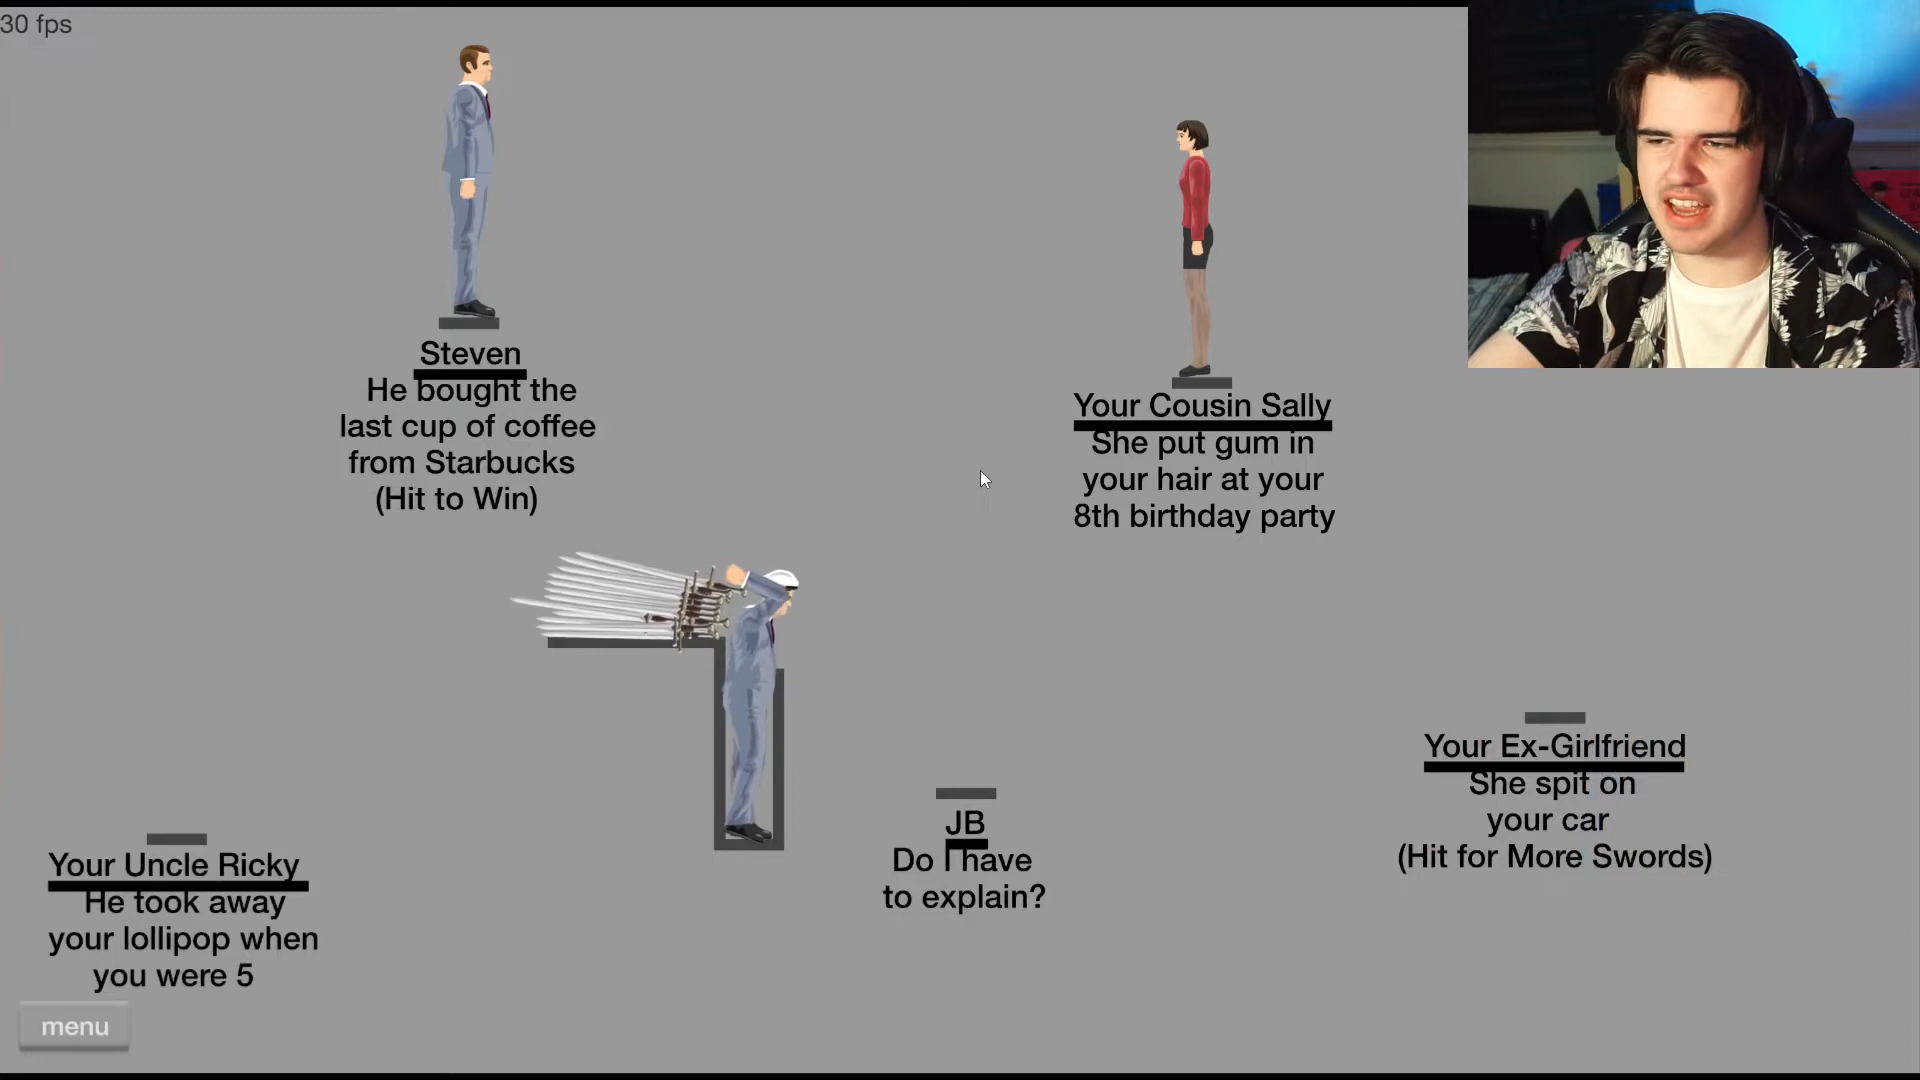 30 fps
Steven
He bought the
last cup of coffee
from Starbucks
(Hit to Win)
Your Cousin Sally
She put gum in
your hair at your
8th birthday party
Your Ex-Girlfriend
She spit on
your car
(Hit for More Swords)
JB
Do I have
to explain?
Your Uncle Ricky
He took away
your lollipop when
you were 5
menu